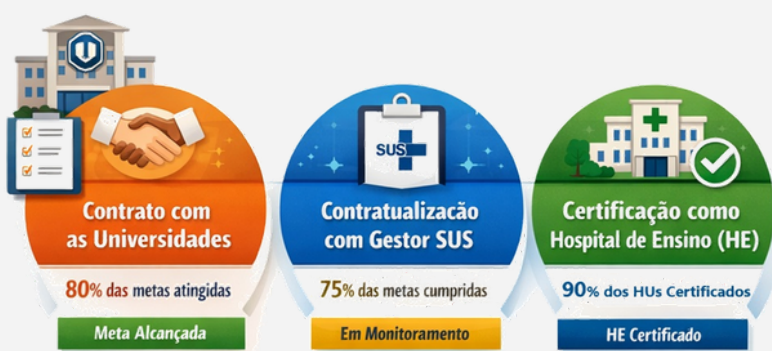 U
SUS
Contrato com
as Universidades
80% das metas atingidas
Meta Alcançada
Contratualizacão
com Gestor SUS
75% das metas cumpridas
Em Monitoramento
Certificação como
Hospital de Ensino (HE)
90% dos HUs Certificados
HE Certificado